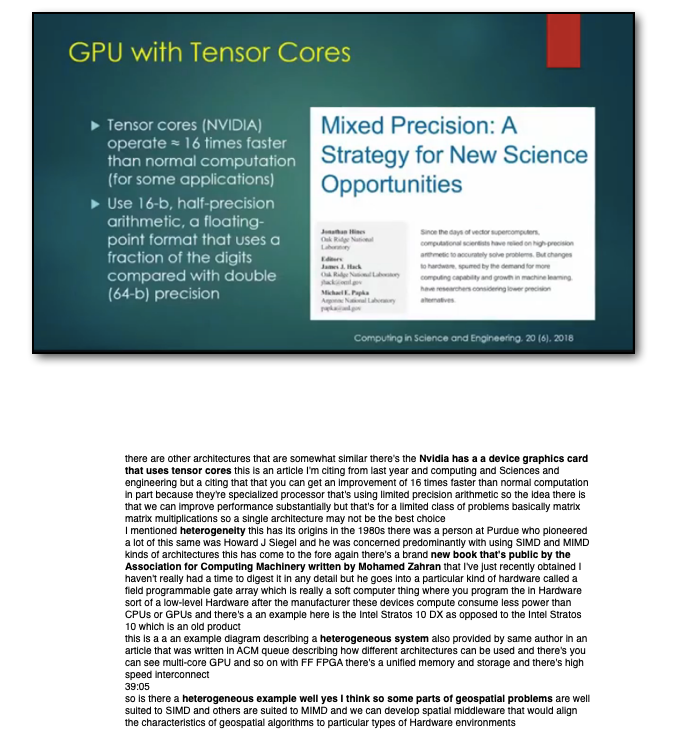 GPU with Tensor Cores
Tensor cores (NVIDIA)
operate ≈ 16 times faster
than normal computation
(for some applications)
Use 16-b, half-precision
arithmetic, a floating-
point format that uses a
fraction of the digits
compared with double
(64-b) precision
Mixed Precision: A
Strategy for New Science
Opportunities
Jonathan Hines
Oak Ridge National
Laboratory
Editors
James J. Hack
Oak Ridge National Laboratory
jhack@ornl.gov
Michael E. Papka
Argonne National Laboratory
papka@anl.gov
Since the days of vector supercomputers,
computational scientists have relied on high-precision
arithmetic to accurately solve problems. But changes
to hardware, spurred by the demand for more
computing capability and growth in machine learning,
have researchers considering lower precision
alternatives.
Computing in Science and Engineering, 20 (6), 2018
there are other architectures that are somewhat similar there's the Nvidia has a a device graphics card
that uses tensor cores this is an article I'm citing from last year and computing and Sciences and
engineering but a citing that that you can get an improvement of 16 times faster than normal computation
in part because they're specialized processor that's using limited precision arithmetic so the idea there is
that we can improve performance substantially but that's for a limited class of problems basically matrix
matrix multiplications so a single architecture may not be the best choice
I mentioned heterogeneity this has its origins in the 1980s there was a person at Purdue who pioneered
a lot of this same was Howard J Siegel and he was concerned predominantly with using SIMD and MIMD
kinds of architectures this has come to the fore again there's a brand new book that's public by the
Association for Computing Machinery written by Mohamed Zahran that I've just recently obtained I
haven't really had a time to digest it in any detail but he goes into a particular kind of hardware called a
field programmable gate array which is really a soft computer thing where you program the in Hardware
sort of a low-level Hardware after the manufacturer these devices compute consume less power than
CPUs or GPUs and there's a an example here is the Intel Stratos 10 DX as opposed to the Intel Stratos
10 which is an old product
this is a a an example diagram describing a heterogeneous system also provided by same author in an
article that was written in ACM queue describing how different architectures can be used and there's you
can see multi-core GPU and so on with FF FPGA there's a unified memory and storage and there's high
speed interconnect
39:05
so is there a heterogeneous example well yes I think so some parts of geospatial problems are well
suited to SIMD and others are suited to MIMD and we can develop spatial middleware that would align
the characteristics of geospatial algorithms to particular types of Hardware environments